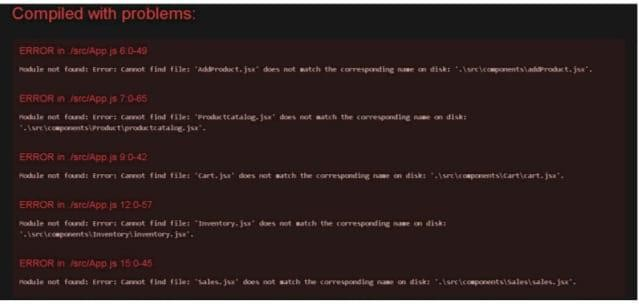 Compiled with problems:
ERROR in ./src/App.js 6:0-49
Module not found: Error: Cannot find file: 'AddProduct.jsx' does not match the corresponding name on disk: '.\src\components\addProduct.jsx'.
ERROR in ./src/App.js 7:0-65
Module not found: Error: Cannot find file: 'ProductCatalog.jsx' does not match the corresponding name on disk:
'.\src\components\Product\productcatalog.jsx'.
ERROR in ./src/App.js 9:0-42
Module not found: Error: Cannot find file: 'Cart.jsx' does not match the corresponding name on disk: '.\src\components\Cart\cart.jsx'.
ERROR in ./src/App.js 12:0-57
Module not found: Error: Cannot find file: 'Inventory.jsx' does not match the corresponding name on disk:
'.\src\components\Inventory\inventory.jsx'.
ERROR in ./src/App.js 15:0-45
Module not found: Error: Cannot find file: 'Sales.jsx' does not match the corresponding name on disk: '.\src\components\Sales\sales.jsx'.